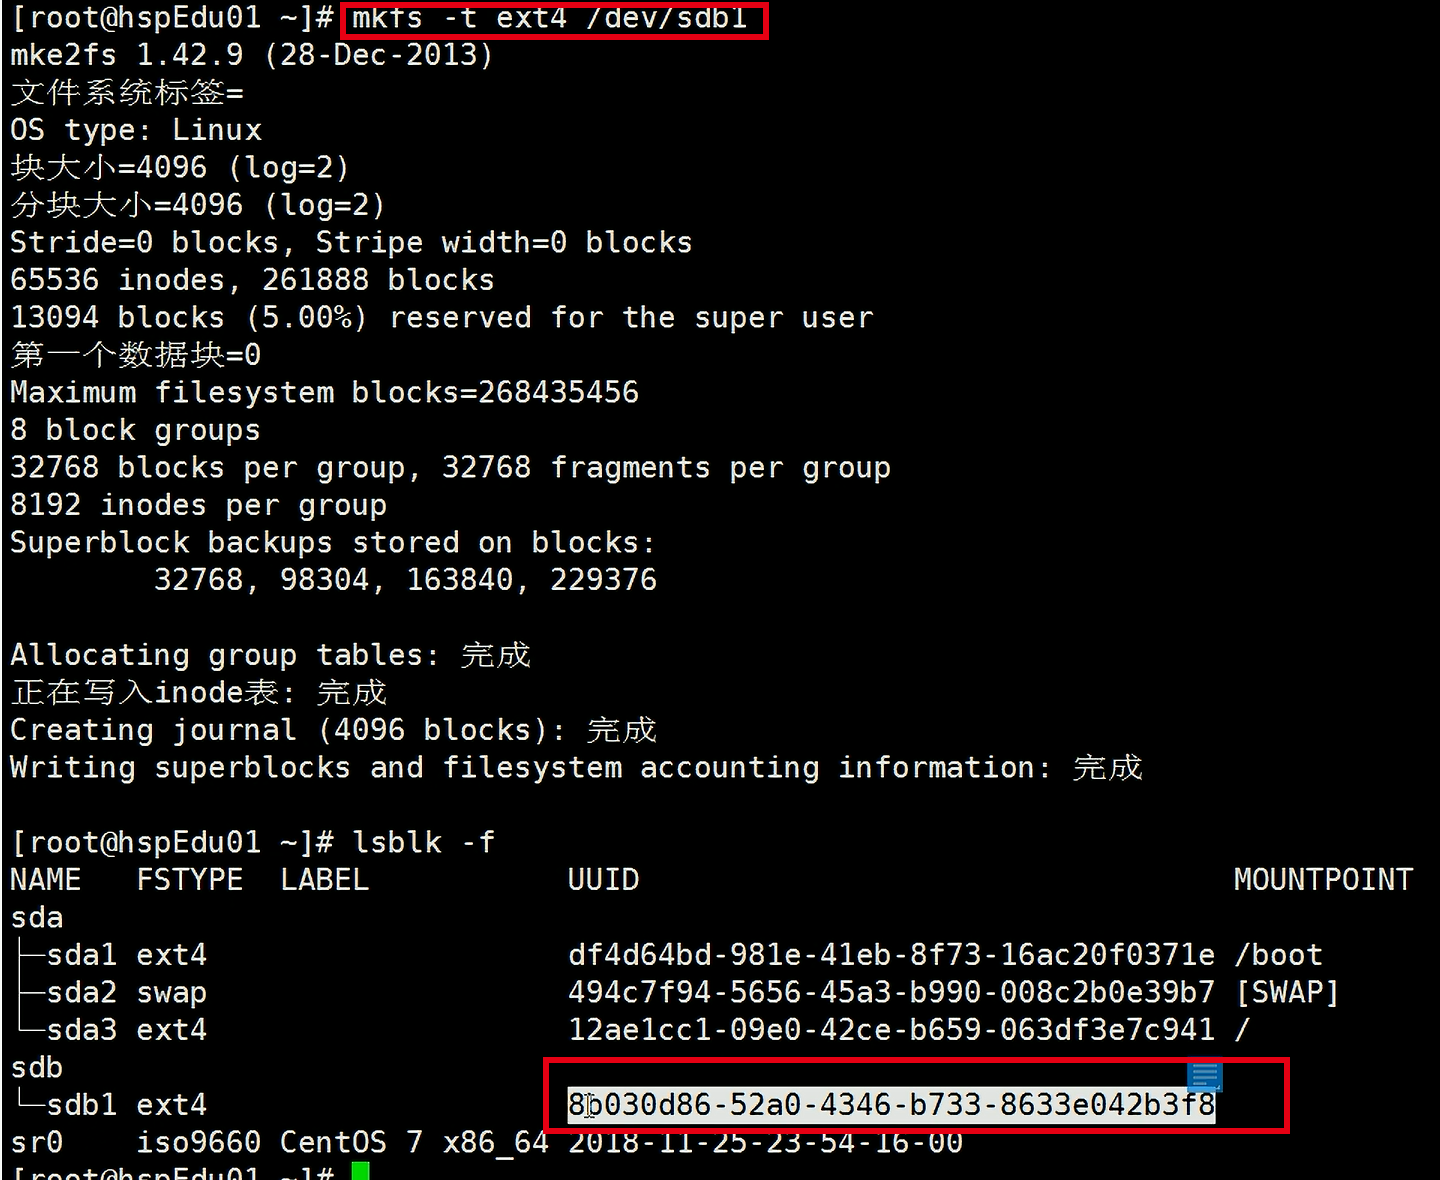 [root@hspEdu01 ~]# mkfs -t ext4 /dev/sdb1
mke2fs 1.42.9 (28-Dec-2013)
文件系统标签=
OS type: Linux
块大小=4096 (log=2)
分块大小=4096 (log=2)
Stride=0 blocks, Stripe width=0 blocks
65536 inodes, 261888 blocks
13094 blocks (5.00%) reserved for the super user
第一个数据块=0
Maximum filesystem blocks=268435456
8 block groups
32768 blocks per group, 32768 fragments per group
8192 inodes per group
Superblock backups stored on blocks:
        32768, 98304, 163840, 229376
Allocating group tables: 完成
正在写入inode表: 完成
Creating journal (4096 blocks): 完成
Writing superblocks and filesystem accounting information: 完成
[root@hspEdu01 ~]# lsblk -f
NAME   FSTYPE  LABEL           UUID                                 MOUNTPOINT
sda
├─sda1 ext4                    df4d64bd-981e-41eb-8f73-16ac20f0371e /boot
├─sda2 swap                    494c7f94-5656-45a3-b990-008c2b0e39b7 [SWAP]
└─sda3 ext4                    12ae1cc1-09e0-42ce-b659-063df3e7c941 /
sdb
└─sdb1 ext4                    8b030d86-52a0-4346-b733-8633e042b3f8
sr0    iso9660 CentOS 7 x86_64 2018-11-25-23-54-16-00
[root@hspEdu01 ~]#